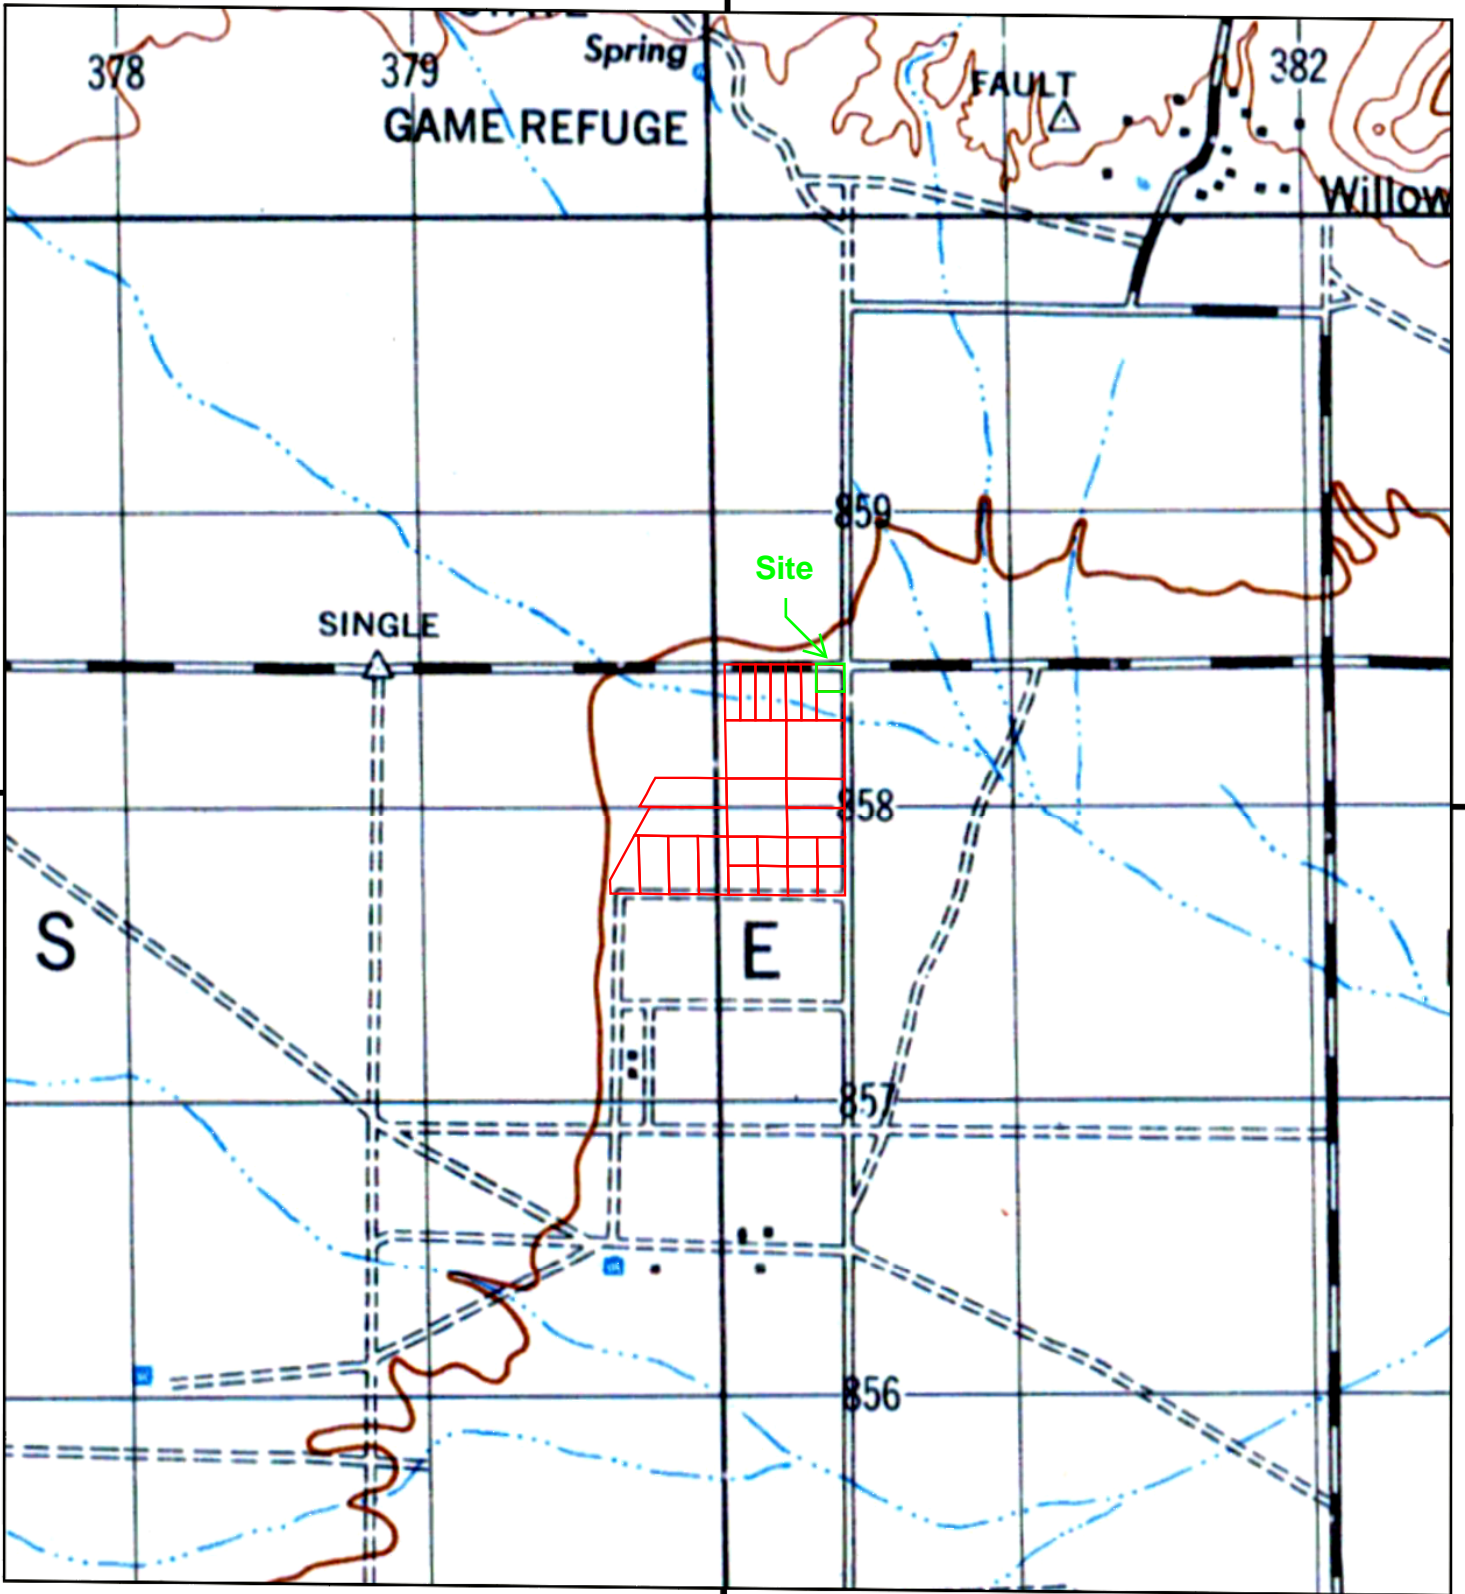 Spring
378
379
382
FAULT
GAME REFUGE
Willow
859
Site
SINGLE
858
S
E
857
856